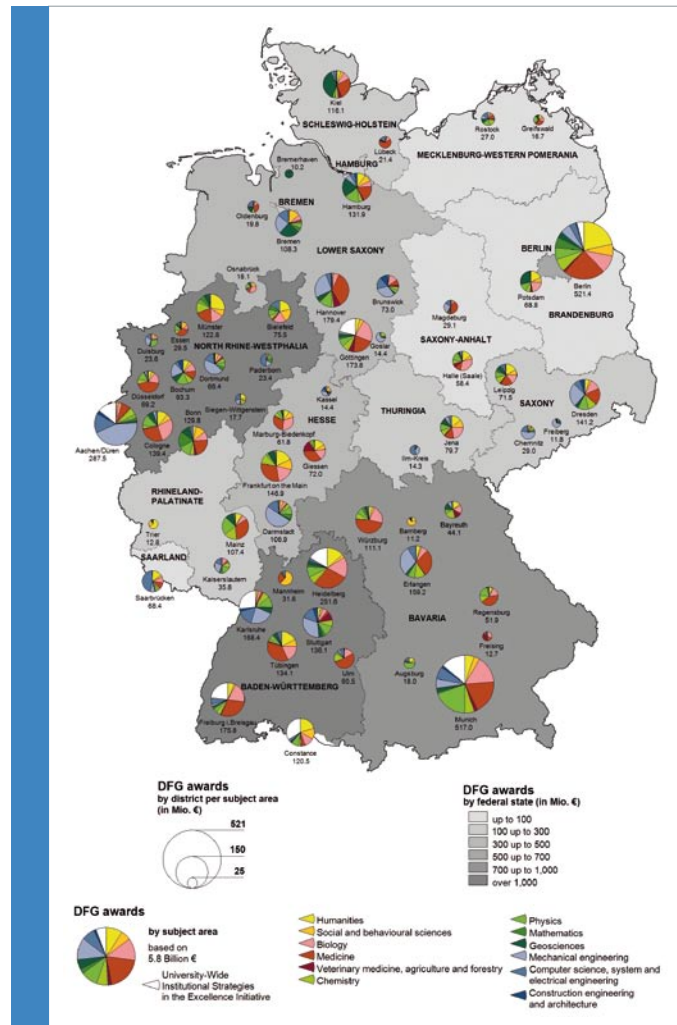 Kiel
116.1
SCHLESWIG-HOLSTEIN
Rostock
27.0
Greifswald
16.7
Lübeck
21.4
MECKLENBURG-WESTERN POMERANIA
Bremerhaven
10.2
HAMBURG
Hamburg
131.9
BREMEN
Oldenburg
19.8
Bremen
108.3
LOWER SAXONY
BERLIN
Berlin
521.4
Osnabrück
16.1
Hannover
179.4
Brunswick
73.0
Potsdam
68.8
BRANDENBURG
Münster
122.8
Bielefeld
75.5
Magdeburg
29.1
Essen
29.5
NORTH RHINE-WESTPHALIA
Göttingen
173.8
Goslar
14.4
SAXONY-ANHALT
Duisburg
23.6
Dortmund
66.4
Paderborn
23.4
Halle (Saale)
58.4
Düsseldorf
89.2
Bochum
93.3
Siegen-Wittgenstein
17.7
Kassel
14.4
Leipzig
71.5
SAXONY
Dresden
141.2
Bonn
129.8
HESSE
THURINGIA
Aachen/Düren
287.5
Cologne
139.4
Marburg-Biedenkopf
61.8
Jena
79.7
Chemnitz
29.0
Freiberg
11.8
Giessen
72.0
Ilm-Kreis
14.3
Frankfurt on the Main
146.9
RHINELAND-
PALATINATE
Trier
12.8
Mainz
107.4
Darmstadt
106.9
Würzburg
111.1
Bamberg
11.2
Bayreuth
44.1
SAARLAND
Kaiserslautern
35.8
Erlangen
159.2
Saarbrücken
68.4
Mannheim
31.6
Heidelberg
251.6
Regensburg
51.9
Karlsruhe
168.4
Stuttgart
136.1
BAVARIA
Freising
12.7
Tübingen
134.1
Ulm
60.5
Augsburg
18.0
BADEN-WÜRTTEMBERG
Freiburg i.Breisgau
175.8
Munich
517.0
Constance
120.5
DFG awards
by district per subject area
(in Mio. €)
521
150
25
DFG awards
by federal state (in Mio. €)
up to 100
100 up to 300
300 up to 500
500 up to 700
700 up to 1,000
over 1,000
DFG awards
by subject area
based on
5.8 Billion €
University-Wide
Institutional Strategies
in the Excellence Initiative
Humanities
Social and behavioural sciences
Biology
Medicine
Veterinary medicine, agriculture and forestry
Chemistry
Physics
Mathematics
Geosciences
Mechanical engineering
Computer science, system and
electrical engineering
Construction engineering
and architecture